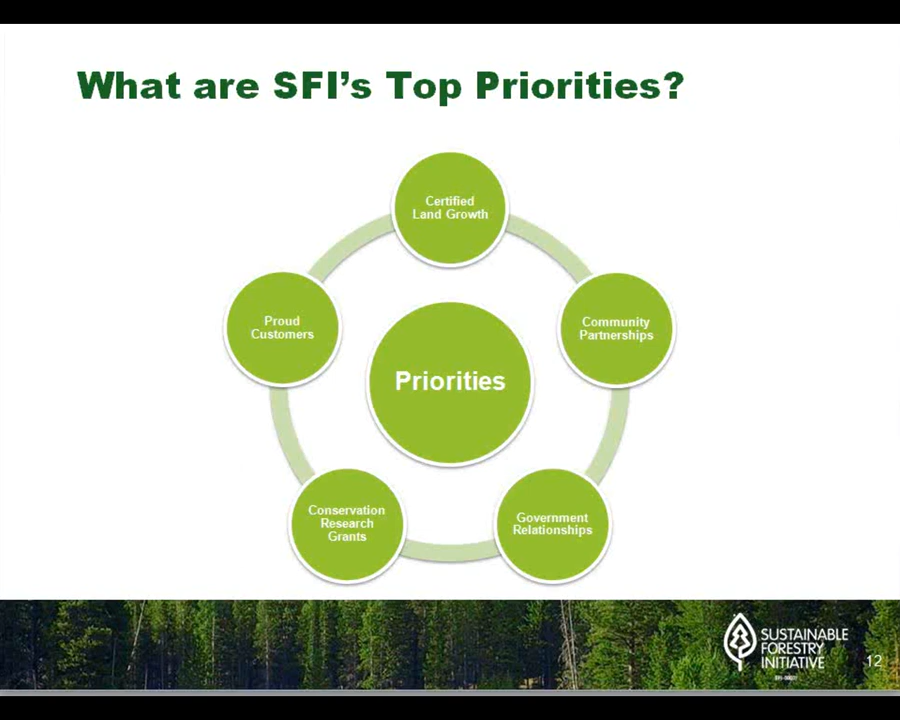 What are SFI's Top Priorities?
Certified
Land Growth
Proud
Customers
Community
Partnerships
Priorities
Conservation
Research
Grants
Government
Relationships
SUSTAINABLE
FORESTRY
INITIATIVE
12